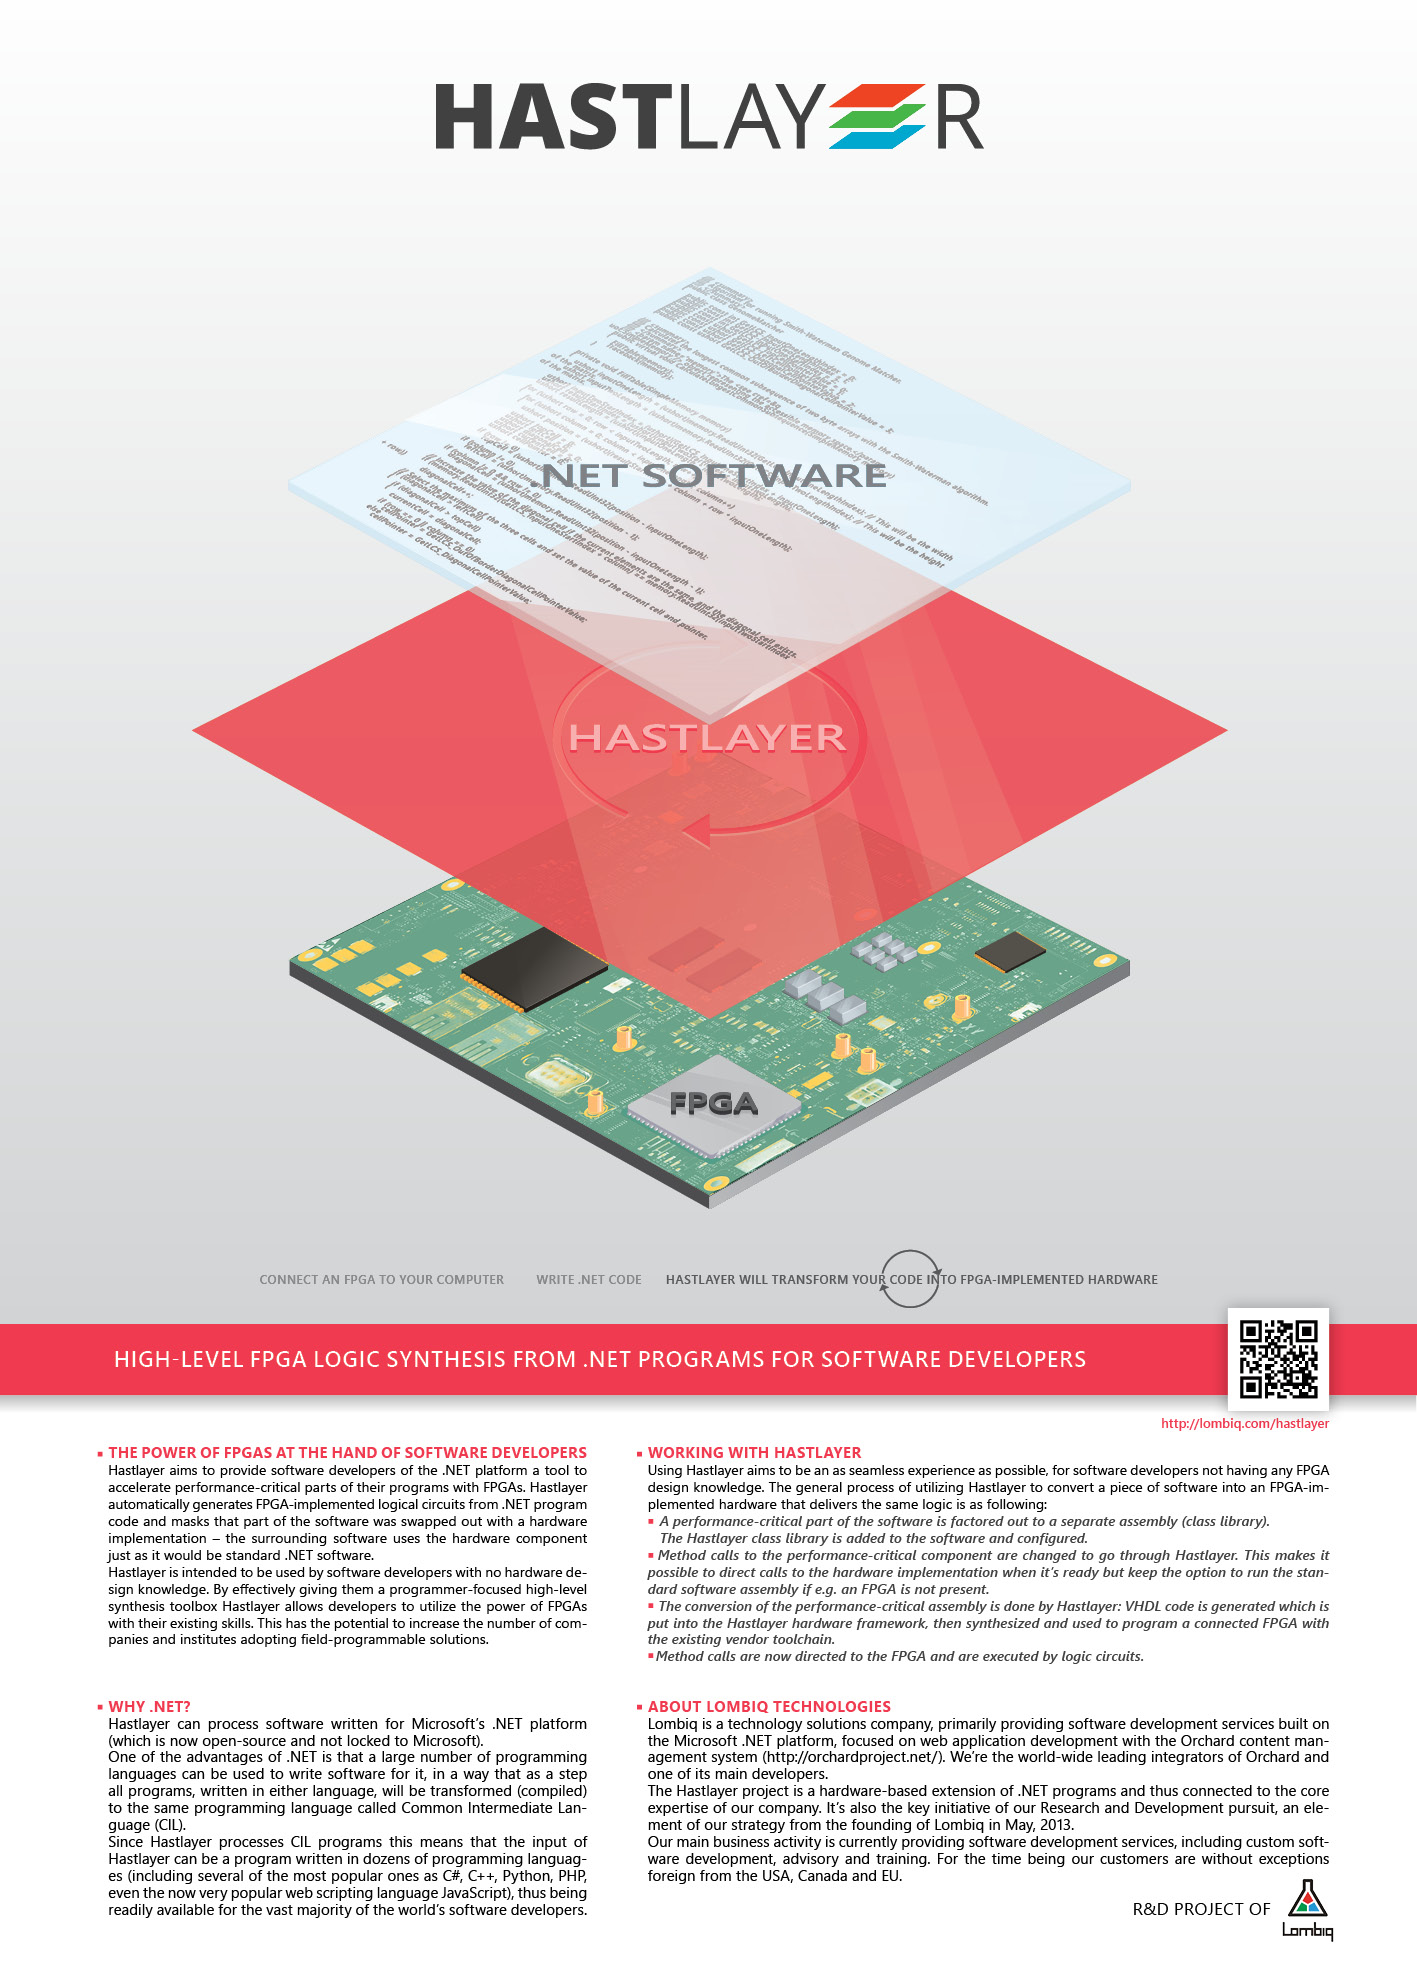 HASTLAYER
.NET SOFTWARE
HASTLAYER
FPGA
CONNECT AN FPGA TO YOUR COMPUTER WRITE .NET CODE HASTLAYER WILL TRANSFORM YOUR CODE INTO FPGA-IMPLEMENTED HARDWARE
HIGH-LEVEL FPGA LOGIC SYNTHESIS FROM .NET PROGRAMS FOR SOFTWARE DEVELOPERS
http://lombiq.com/hastlayer
▪ THE POWER OF FPGAS AT THE HAND OF SOFTWARE DEVELOPERS
Hastlayer aims to provide software developers of the .NET platform a tool to
accelerate performance-critical parts of their programs with FPGAs. Hastlayer
automatically generates FPGA-implemented logical circuits from .NET program
code and masks that part of the software was swapped out with a hardware
implementation – the surrounding software uses the hardware component
just as it would be standard .NET software.
Hastlayer is intended to be used by software developers with no hardware de-
sign knowledge. By effectively giving them a programmer-focused high-level
synthesis toolbox Hastlayer allows developers to utilize the power of FPGAs
with their existing skills. This has the potential to increase the number of com-
panies and institutes adopting field-programmable solutions.
▪ WORKING WITH HASTLAYER
Using Hastlayer aims to be an as seamless experience as possible, for software developers not having any FPGA
design knowledge. The general process of utilizing Hastlayer to convert a piece of software into an FPGA-im-
plemented hardware that delivers the same logic is as following:
▪ A performance-critical part of the software is factored out to a separate assembly (class library).
The Hastlayer class library is added to the software and configured.
▪ Method calls to the performance-critical component are changed to go through Hastlayer. This makes it
possible to direct calls to the hardware implementation when it's ready but keep the option to run the stan-
dard software assembly if e.g. an FPGA is not present.
▪ The conversion of the performance-critical assembly is done by Hastlayer: VHDL code is generated which is
put into the Hastlayer hardware framework, then synthesized and used to program a connected FPGA with
the existing vendor toolchain.
▪ Method calls are now directed to the FPGA and are executed by logic circuits.
▪ WHY .NET?
Hastlayer can process software written for Microsoft's .NET platform
(which is now open-source and not locked to Microsoft).
One of the advantages of .NET is that a large number of programming
languages can be used to write software for it, in a way that as a step
all programs, written in either language, will be transformed (compiled)
to the same programming language called Common Intermediate Lan-
guage (CIL).
Since Hastlayer processes CIL programs this means that the input of
Hastlayer can be a program written in dozens of programming languag-
es (including several of the most popular ones as C#, C++, Python, PHP,
even the now very popular web scripting language JavaScript), thus being
readily available for the vast majority of the world's software developers.
▪ ABOUT LOMBIQ TECHNOLOGIES
Lombiq is a technology solutions company, primarily providing software development services built on
the Microsoft .NET platform, focused on web application development with the Orchard content man-
agement system (http://orchardproject.net/). We're the world-wide leading integrators of Orchard and
one of its main developers.
The Hastlayer project is a hardware-based extension of .NET programs and thus connected to the core
expertise of our company. It's also the key initiative of our Research and Development pursuit, an ele-
ment of our strategy from the founding of Lombiq in May, 2013.
Our main business activity is currently providing software development services, including custom soft-
ware development, advisory and training. For the time being our customers are without exceptions
foreign from the USA, Canada and EU.
R&D PROJECT OF
Lombiq